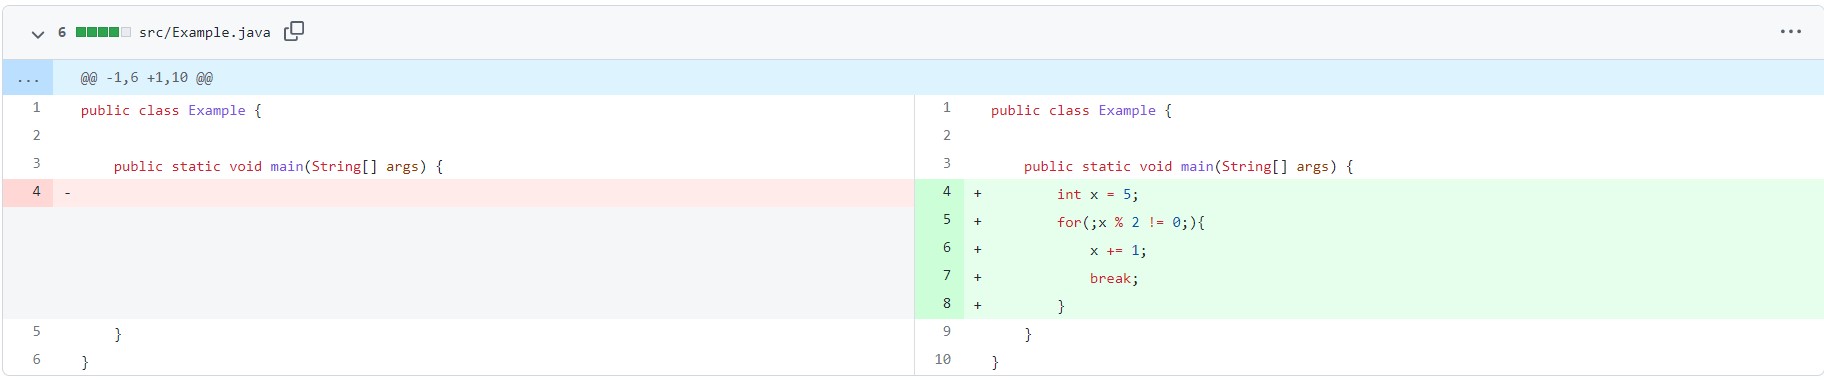 6 src/Example.java ...
... @@ -1,6 +1,10 @@
1 public class Example {
2
3     public static void main(String[] args) {
4 -
5     }
6 }
1 public class Example {
2
3     public static void main(String[] args) {
4 +         int x = 5;
5 +         for(;x % 2 != 0;){
6 +             x += 1;
7 +             break;
8 +         }
9     }
10 }